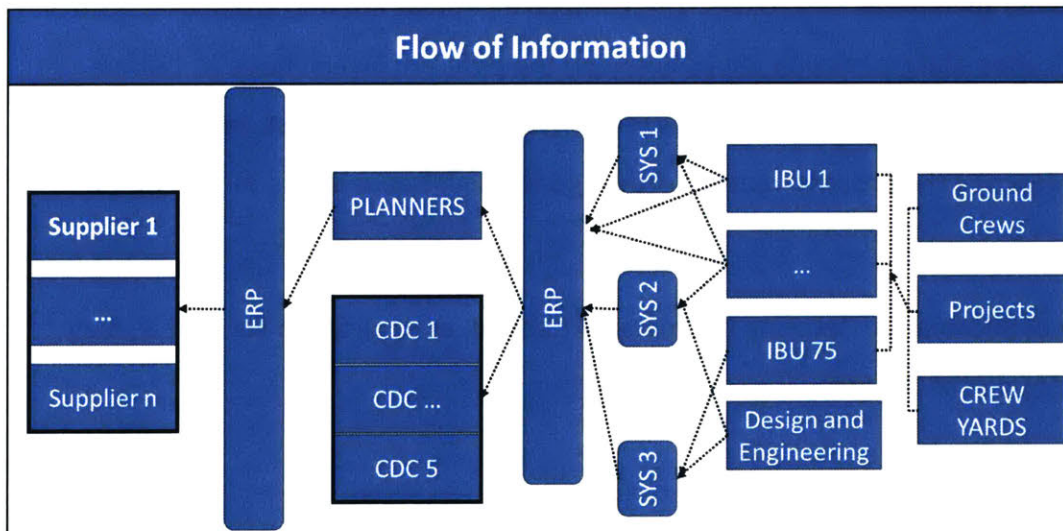 Flow of Information
Supplier 1
...
Supplier n
ERP
PLANNERS
CDC 1
CDC ...
CDC 5
ERP
SYS 1
SYS 2
SYS 3
IBU 1
...
IBU 75
Design and
Engineering
Ground
Crews
Projects
CREW
YARDS